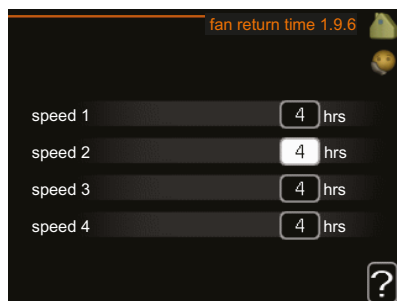 fan return time 1.9.6
speed 1 4 hrs
speed 2 4 hrs
speed 3 4 hrs
speed 4 4 hrs
?